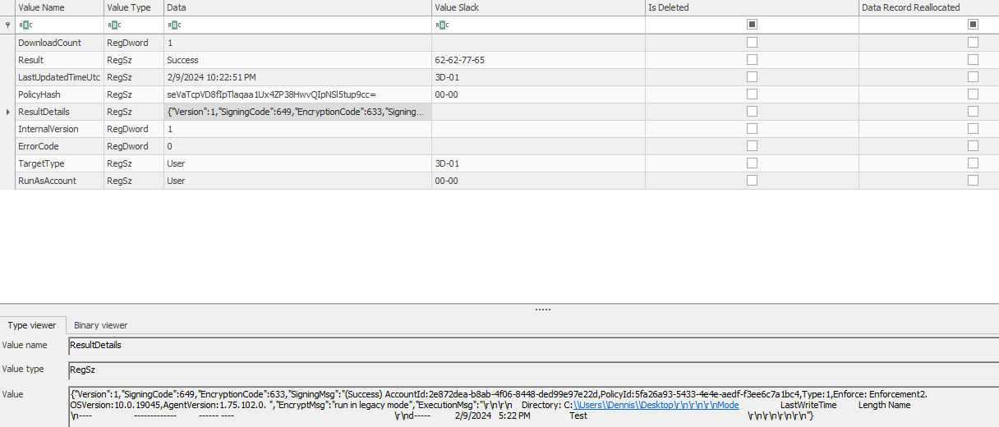 Value Name Value Type Data Value Slack Is Deleted Data Record Reallocated
DownloadCount RegDword 1
Result RegSz Success 62-62-77-65
LastUpdatedTimeUtc RegSz 2/9/2024 10:22:51 PM 3D-01
PolicyHash RegSz seVaTcpVD8fIpTlaqaa1Ux4ZP38HwvQIpNSl5tup9cc= 00-00
ResultDetails RegSz {"Version":1,"SigningCode":649,"EncryptionCode":633,"Signing...
InternalVersion RegDword 1
ErrorCode RegDword 0
TargetType RegSz User 3D-01
RunAsAccount RegSz User 00-00
Type viewer Binary viewer
Value name ResultDetails
Value type RegSz
Value {"Version":1,"SigningCode":649,"EncryptionCode":633,"SigningMsg":"(Success) AccountId:2e872dea-b8ab-4f06-8448-ded99e97e22d,PolicyId:5fa26a93-5433-4e4e-aedf-f3ee6c7a1bc4,Type:1,Enforce: Enforcement2.
OSVersion:10.0.19045,AgentVersion:1.75.102.0. ","EncryptMsg":"run in legacy mode","ExecutionMsg":"\r\n\r\n Directory: C:\\Users\\Dennis\\Desktop\r\n\r\n\r\nMode LastWriteTime Length Name
\n---- ------------- ------ ---- \r\nd----- 2/9/2024 5:22 PM Test \r\n\r\n\r\n\r\n"}